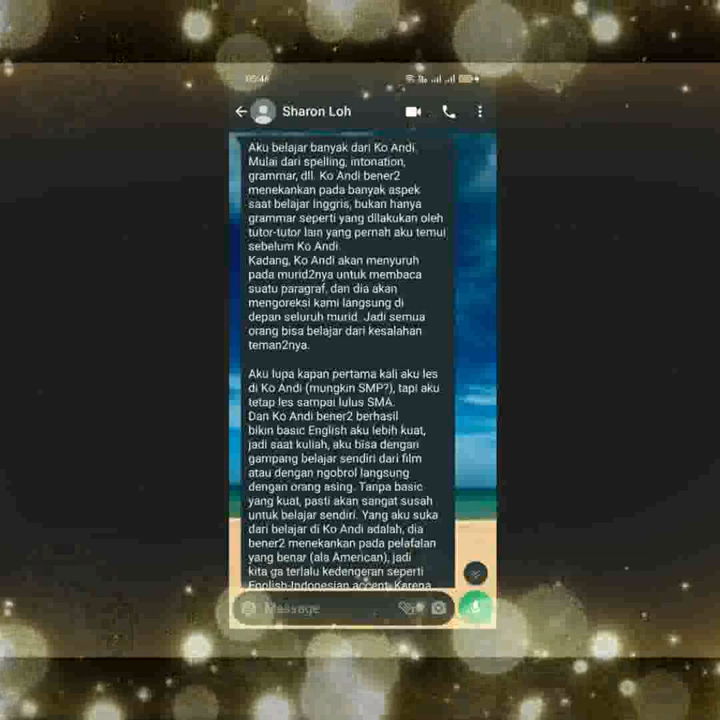 05:46
Sharon Loh
Aku belajar banyak dari Ko Andi.
Mulai dari spelling, intonation,
grammar, dll. Ko Andi bener2
menekankan pada banyak aspek
saat belajar Inggris, bukan hanya
grammar seperti yang dilakukan oleh
tutor-tutor lain yang pernah aku temui
sebelum Ko Andi.
Kadang, Ko Andi akan menyuruh
pada murid2nya untuk membaca
suatu paragraf, dan dia akan
mengoreksi kami langsung di
depan seluruh murid. Jadi semua
orang bisa belajar dari kesalahan
teman2nya.
Aku lupa kapan pertama kali aku les
di Ko Andi (mungkin SMP?), tapi aku
tetap les sampai lulus SMA.
Dan Ko Andi bener2 berhasil
bikin basic English aku lebih kuat,
jadi saat kuliah, aku bisa dengan
gampang belajar sendiri dari film
atau dengan ngobrol langsung
dengan orang asing. Tanpa basic
yang kuat, pasti akan sangat susah
untuk belajar sendiri. Yang aku suka
dari belajar di Ko Andi adalah, dia
bener2 menekankan pada pelafalan
yang benar (ala American), jadi
kita ga terlalu kedengeran seperti
English-Indonesian accent. Karena
Message